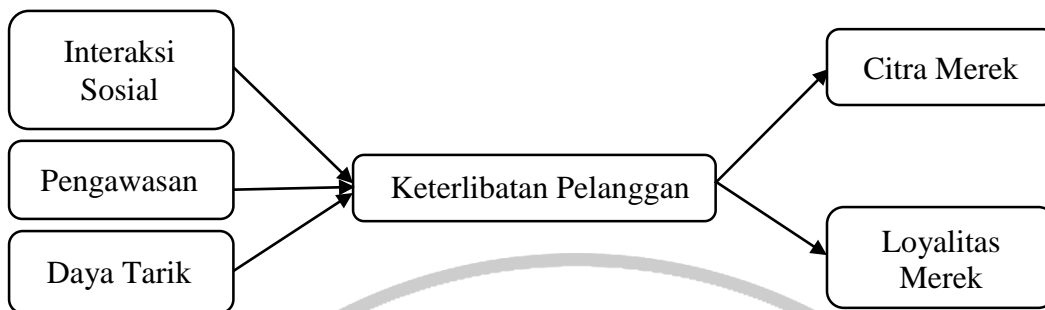 Interaksi
Sosial
Pengawasan
Daya Tarik
Keterlibatan Pelanggan
Citra Merek
Loyalitas
Merek